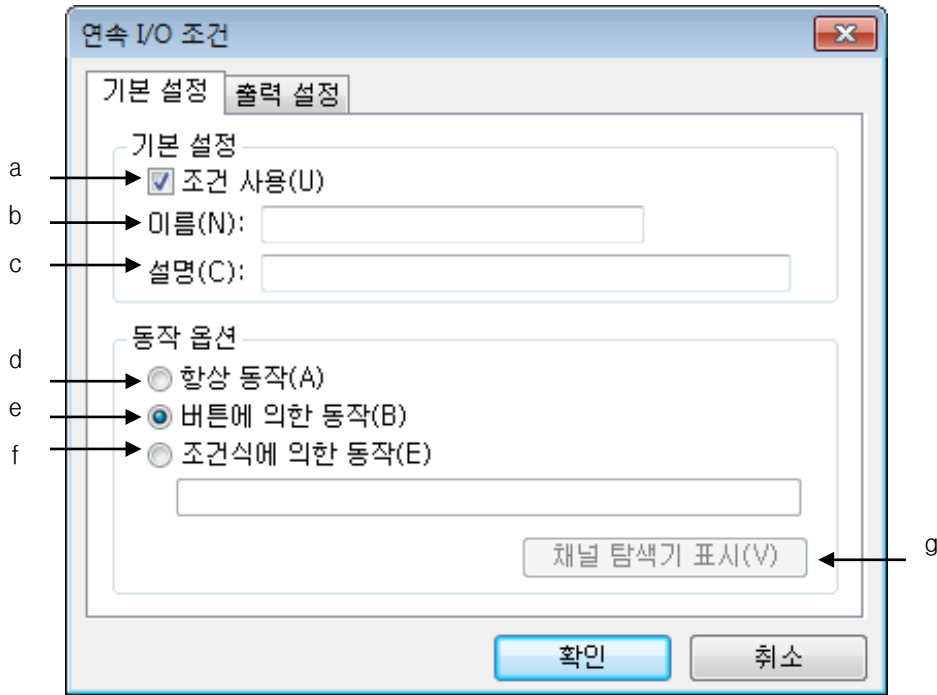 연속 I/O 조건
기본 설정 출력 설정
기본 설정
a 조건 사용(U)
b 이름(N):
c 설명(C):
동작 옵션
d 항상 동작(A)
e 버튼에 의한 동작(B)
f 조건식에 의한 동작(E)
채널 탐색기 표시(V) g
확인 취소